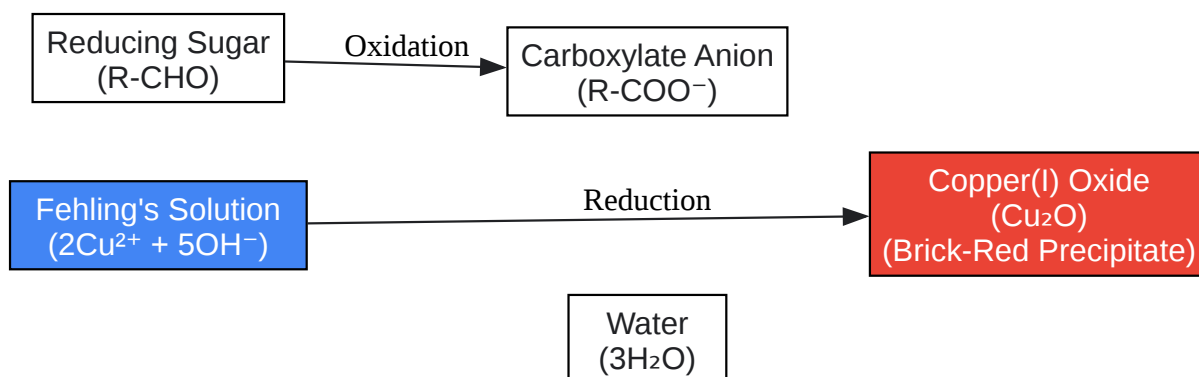 Reducing Sugar
(R-CHO)
Oxidation
Carboxylate Anion
(R-COO⁻)
Fehling's Solution
(2Cu²⁺ + 5OH⁻)
Reduction
Copper(I) Oxide
(Cu₂O)
(Brick-Red Precipitate)
Water
(3H₂O)